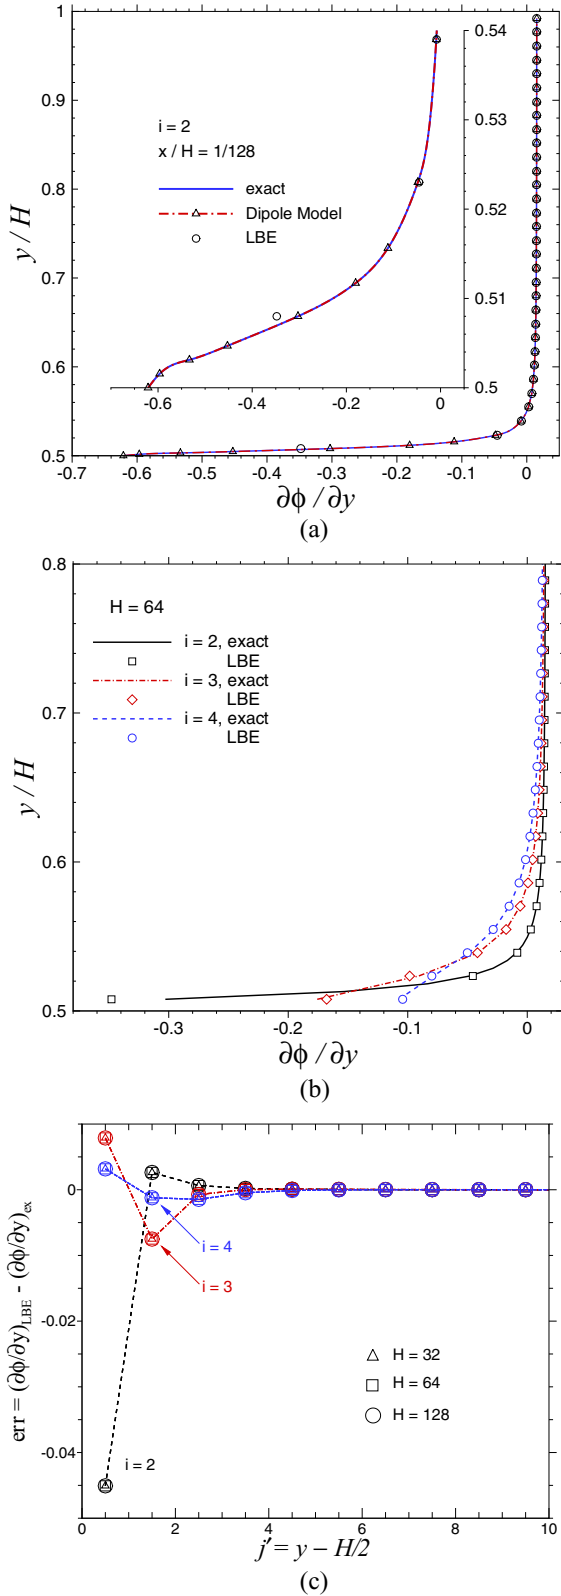 1
0.9
0.8
0.7
0.6
0.5
y / H
i = 2
x / H = 1/128
exact
Dipole Model
LBE
0.54
0.53
0.52
0.51
0.5
-0.6 -0.4 -0.2 0
-0.7 -0.6 -0.5 -0.4 -0.3 -0.2 -0.1 0
∂ϕ / ∂y
(a)
0.8
0.7
0.6
0.5
y / H
H = 64
i = 2, exact
LBE
i = 3, exact
LBE
i = 4, exact
LBE
-0.3 -0.2 -0.1 0
∂ϕ / ∂y
(b)
0
-0.02
-0.04
err = (∂ϕ/∂y)LBE - (∂ϕ/∂y)ex
i = 4
i = 3
i = 2
H = 32
H = 64
H = 128
0 2 4 6 8 10
j' = y – H/2
(c)